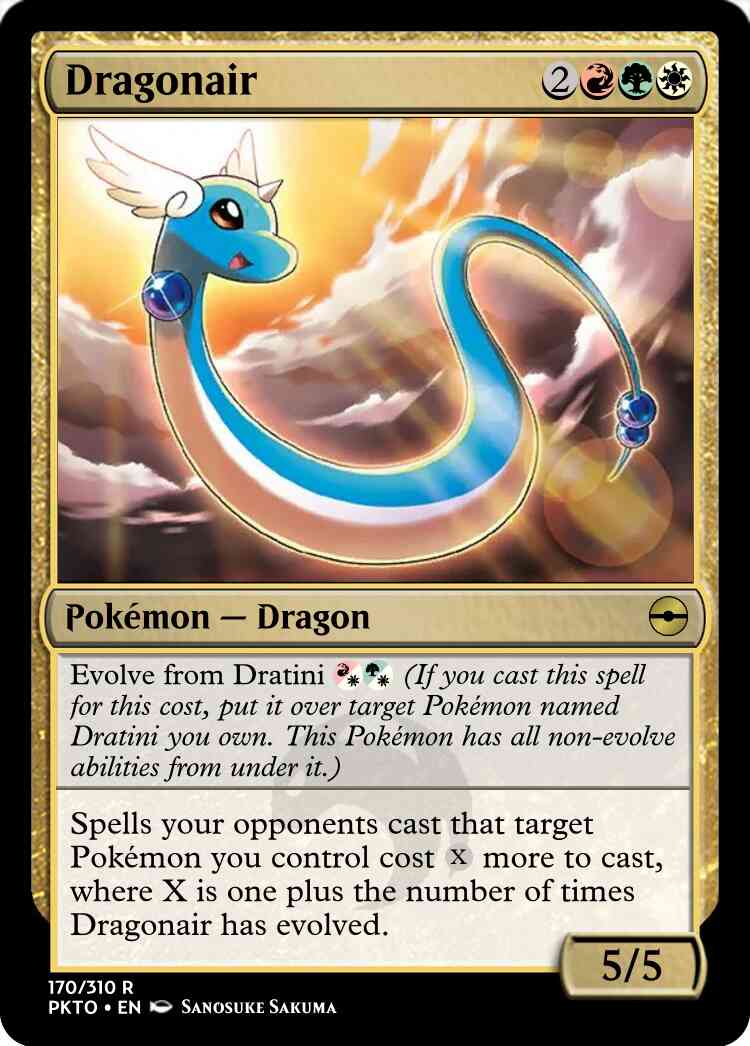 Dragonair 2
Pokémon — Dragon
Evolve from Dratini (If you cast this spell
for this cost, put it over target Pokémon named
Dratini you own. This Pokémon has all non-evolve
abilities from under it.)
Spells your opponents cast that target
Pokémon you control cost X more to cast,
where X is one plus the number of times
Dragonair has evolved.
5/5
170/310 R
PKTO • EN SANOSUKE SAKUMA